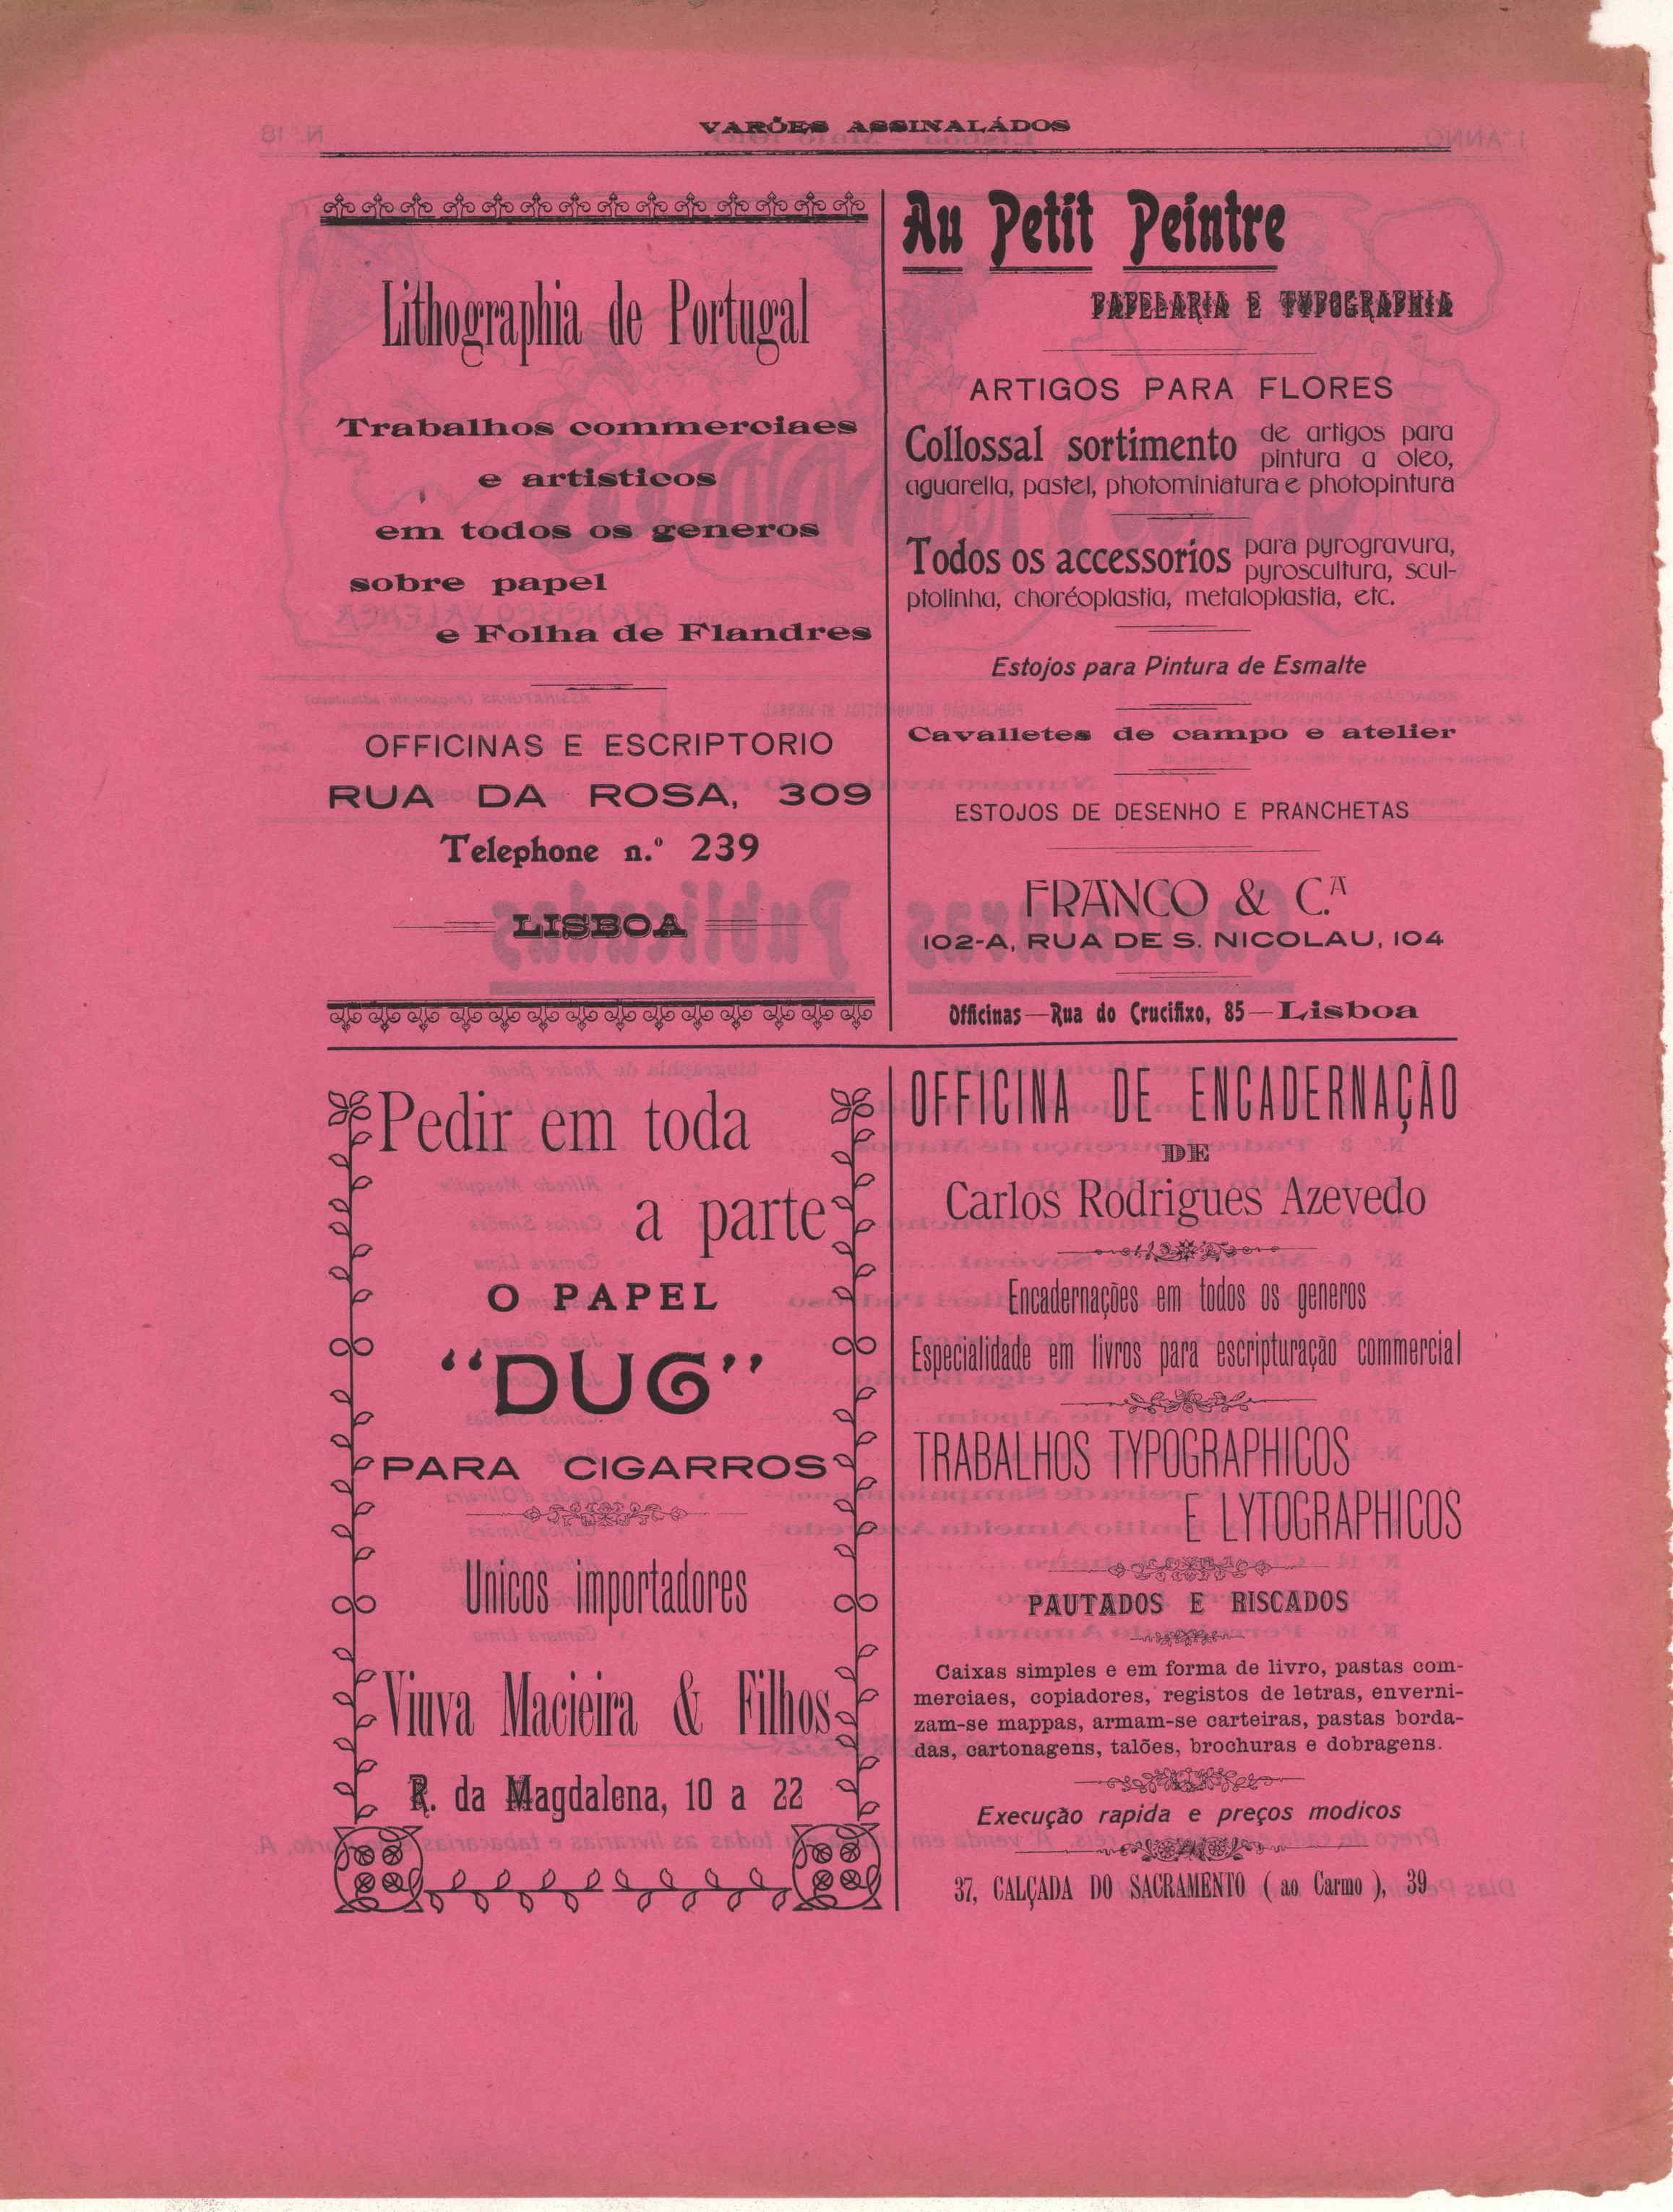 VARÕES ASSINALÁDOS
Lithographia de Portugal
Trabalhos commerciaes
e artisticos
em todos os generos
sobre papel
e Folha de Flandres
OFFICINAS E ESCRIPTORIO
RUA DA ROSA, 309
Telephone n.º 239
LISBOA
Au Petit Peintre
PAPELARIA E TYPOGRAPHIA
ARTIGOS PARA FLORES
Collossal sortimento de artigos para
pintura a oleo,
aguarella, pastel, photominiatura e photopintura
Todos os accessorios para pyrogravura,
pyroscultura, scul-
ptolinha, choréoplastia, metaloplastia, etc.
Estojos para Pintura de Esmalte
Cavalletes de campo e atelier
ESTOJOS DE DESENHO E PRANCHETAS
FRANCO & C.ª
102-A, RUA DE S. NICOLAU, 104
Officinas—Rua do Crucifixo, 85—Lisboa
Pedir em toda
a parte
O PAPEL
“DUG”
PARA CIGARROS
Unicos importadores
Viuva Macieira & Filhos
R. da Magdalena, 10 a 22
OFFICINA DE ENCADERNAÇÃO
DE
Carlos Rodrigues Azevedo
Encadernações em todos os generos
Especialidade em livros para escripturação commercial
TRABALHOS TYPOGRAPHICOS
E LYTOGRAPHICOS
PAUTADOS E RISCADOS
Caixas simples e em forma de livro, pastas com-
merciaes, copiadores, registos de letras, enverni-
zam-se mappas, armam-se carteiras, pastas borda-
das, cartonagens, talões, brochuras e dobragens.
Execução rapida e preços modicos
37, CALÇADA DO SACRAMENTO (ao Carmo), 39